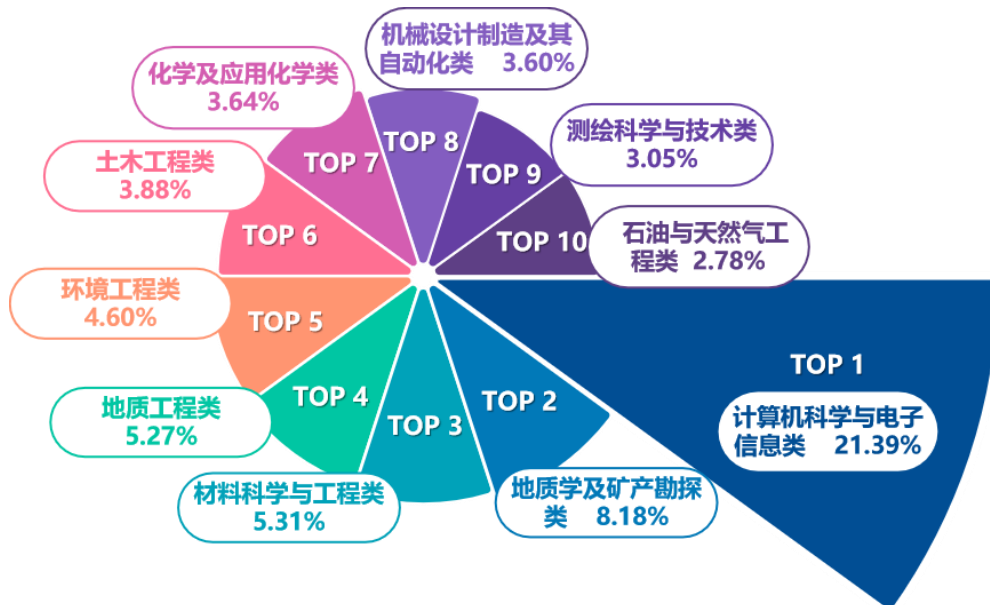 TOP 1
计算机科学与电子
信息类 21.39%
TOP 2
地质学及矿产勘探
类 8.18%
TOP 3
材料科学与工程类
5.31%
TOP 4
地质工程类
5.27%
TOP 5
环境工程类
4.60%
TOP 6
土木工程类
3.88%
TOP 7
化学及应用化学类
3.64%
TOP 8
机械设计制造及其
自动化类 3.60%
TOP 9
测绘科学与技术类
3.05%
TOP 10
石油与天然气工
程类 2.78%